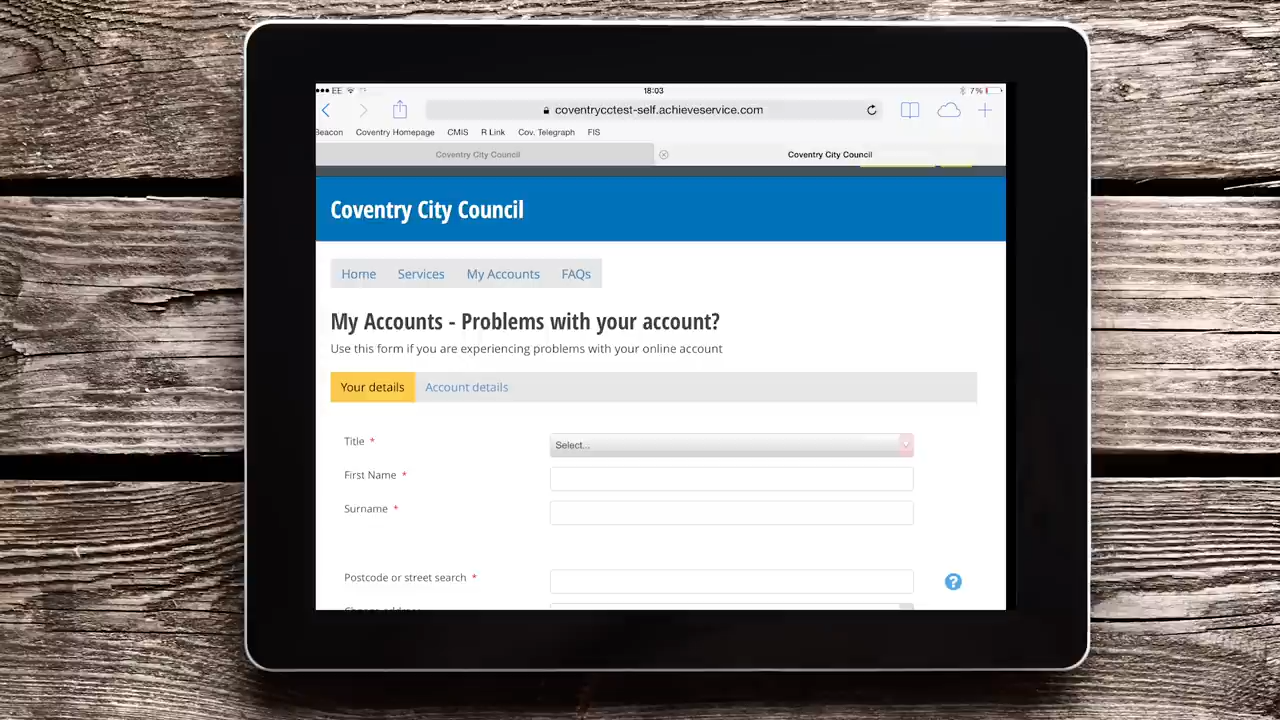 EE 18:03 7%
coventrycctest-self.achieveservice.com
Beacon Coventry Homepage CMIS R Link Cov. Telegraph FIS
Coventry City Council Coventry City Council
Coventry City Council
Home Services My Accounts FAQs
My Accounts - Problems with your account?
Use this form if you are experiencing problems with your online account
Your details Account details
Title * Select...
First Name *
Surname *
Postcode or street search * ?